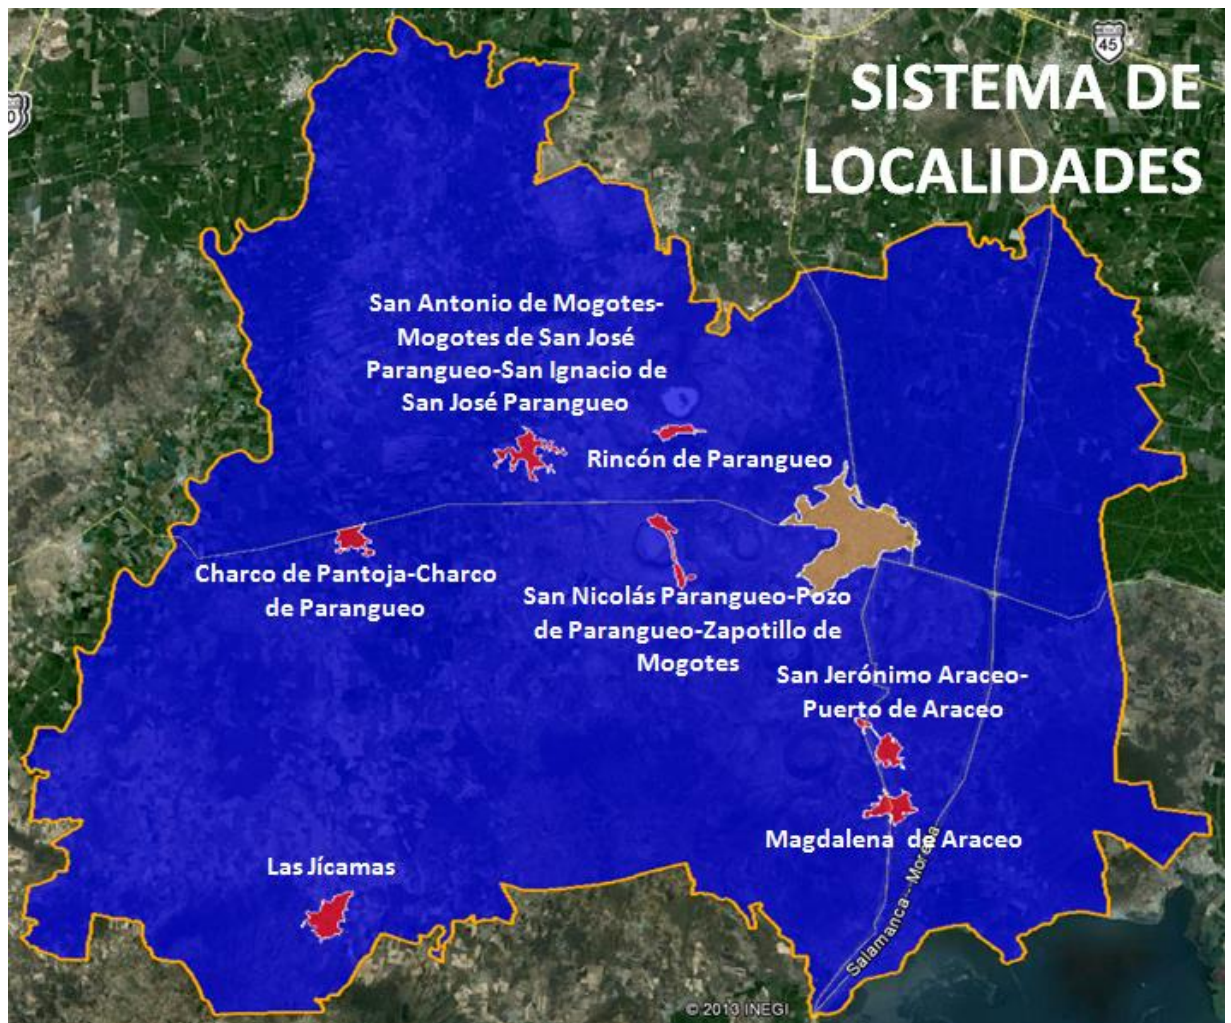 MEXICO
45
SISTEMA DE
LOCALIDADES
San Antonio de Mogotes-
Mogotes de San José
Parangueo-San Ignacio de
San José Parangueo
Rincón de Parangueo
Charco de Pantoja-Charco
de Parangueo
San Nicolás Parangueo-Pozo
de Parangueo-Zapotillo de
Mogotes
San Jerónimo Araceo-
Puerto de Araceo
Magdalena de Araceo
Las Jícamas
Salamanca - Morelia
© 2013 INEGI